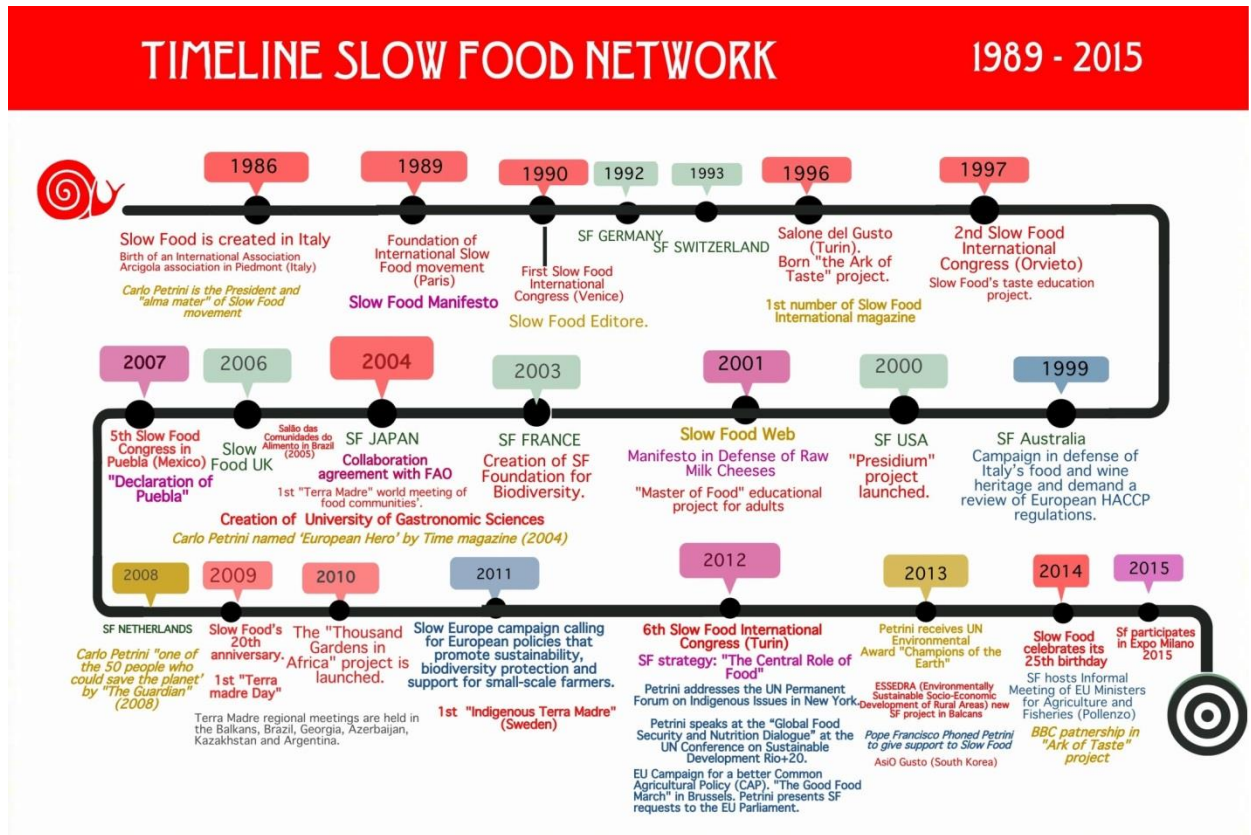 TIMELINE SLOW FOOD NETWORK
1989 - 2015
1986
Slow Food is created in Italy
Birth of an International Association
Arcigola association in Piedmont (Italy)
Carlo Petrini is the President and
"alma mater" of Slow Food
movement
1989
Foundation of
International Slow
Food movement
(Paris)
Slow Food Manifesto
1990
First Slow Food
International
Congress (Venice)
Slow Food Editore.
1992
SF GERMANY
1993
SF SWITZERLAND
1996
Salone del Gusto
(Turin).
Born "the Ark of
Taste" project.
1st number of Slow Food
International magazine
1997
2nd Slow Food
International
Congress (Orvieto)
Slow Food's taste education
project.
2007
5th Slow Food
Congress in
Puebla (Mexico)
"Declaration of
Puebla"
2006
Slow
Food UK
Salão das
Comunidades do
Alimento in Brazil
(2005)
2004
SF JAPAN
Collaboration
agreement with FAO
1st "Terra Madre" world meeting of
food communities'.
Creation of University of Gastronomic Sciences
Carlo Petrini named ‘European Hero’ by Time magazine (2004)
2003
SF FRANCE
Creation of SF
Foundation for
Biodiversity.
2001
Slow Food Web
Manifesto in Defense of Raw
Milk Cheeses
"Master of Food" educational
project for adults
2000
SF USA
"Presidium"
project
launched.
1999
SF Australia
Campaign in defense of
Italy's food and wine
heritage and demand a
review of European HACCP
regulations.
2008
SF NETHERLANDS
Carlo Petrini "one of
the 50 people who
could save the planet'
by "The Guardian"
(2008)
2009
Slow Food's
20th
anniversary.
1st "Terra
madre Day"
Terra Madre regional meetings are held in
the Balkans, Brazil, Georgia, Azerbaijan,
Kazakhstan and Argentina.
2010
The "Thousand
Gardens in
Africa" project is
launched.
2011
Slow Europe campaign calling
for European policies that
promote sustainability,
biodiversity protection and
support for small-scale farmers.
1st "Indigenous Terra Madre"
(Sweden)
2012
6th Slow Food International
Congress (Turin)
SF strategy: "The Central Role of
Food"
Petrini addresses the UN Permanent
Forum on Indigenous Issues in New York.
Petrini speaks at the “Global Food
Security and Nutrition Dialogue” at the
UN Conference on Sustainable
Development Rio+20.
EU Campaign for a better Common
Agricultural Policy (CAP). "The Good Food
March" in Brussels. Petrini presents SF
requests to the EU Parliament.
2013
Petrini receives UN
Environmental
Award "Champions of
the Earth"
ESSEDRA (Environmentally
Sustainable Socio-Economic
Development of Rural Areas) new
SF project in Balcans
Pope Francisco Phoned Petrini
to give support to Slow Food
AsiO Gusto (South Korea)
2014
Slow Food
celebrates its
25th birthday
SF hosts Informal
Meeting of EU Ministers
for Agriculture and
Fisheries (Pollenzo)
BBC patnership in
"Ark of Taste"
project
2015
Sf participates
in Expo Milano
2015